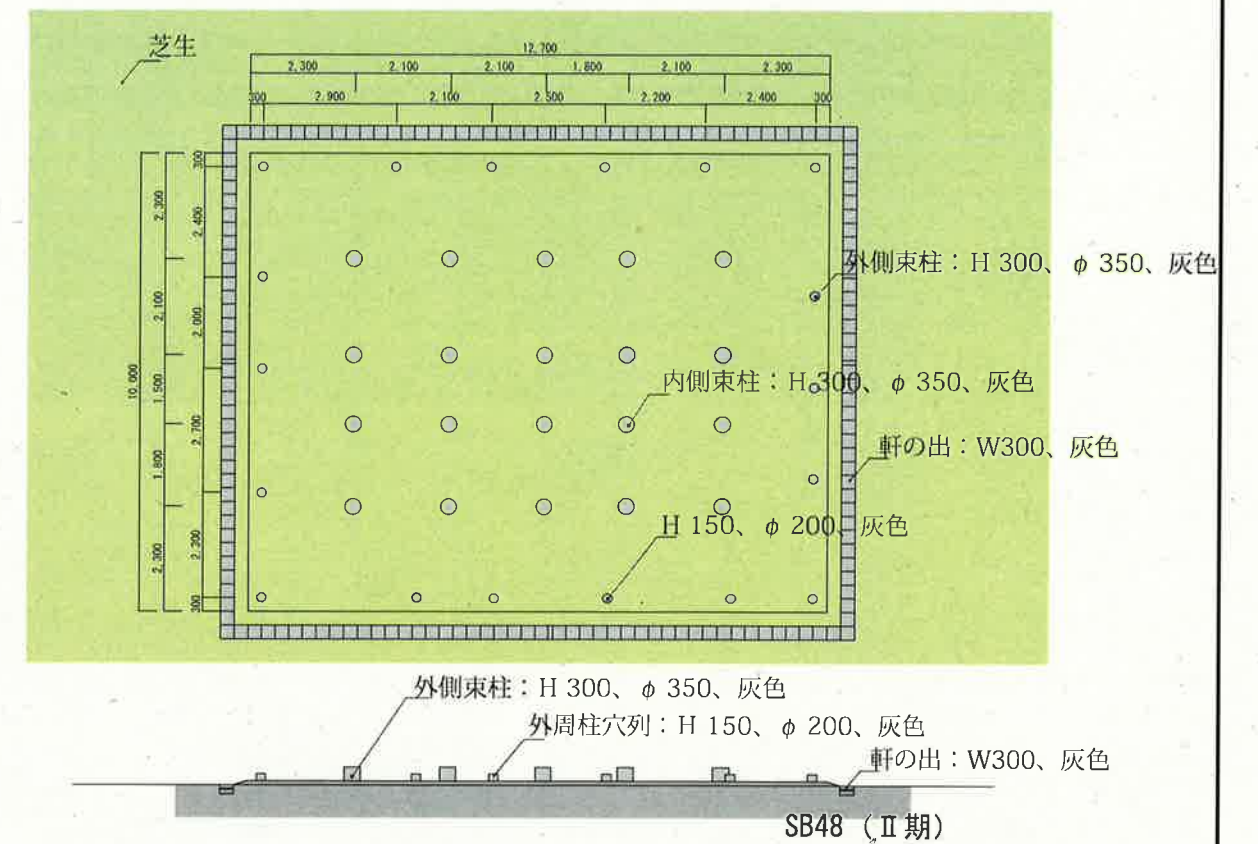 芝生
12,700
2,300 2,100 2,100 1,800 2,100 2,300
300 2,900 2,100 2,500 2,200 2,400 300
10,000
2,300 2,100 1,500 1,800 2,300
300 2,400 2,000 2,700 2,300 300
外側束柱：H 300、φ 350、灰色
内側束柱：H 300、φ 350、灰色
軒の出：W300、灰色
H 150、φ 200、灰色
外側束柱：H 300、φ 350、灰色
外周柱穴列：H 150、φ 200、灰色
軒の出：W300、灰色
SB48（Ⅱ期）